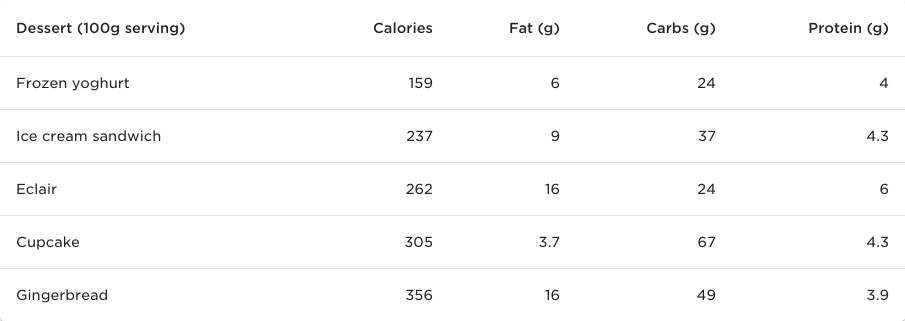 Dessert (100g serving) Calories Fat (g) Carbs (g) Protein (g)
Frozen yoghurt 159 6 24 4
Ice cream sandwich 237 9 37 4.3
Eclair 262 16 24 6
Cupcake 305 3.7 67 4.3
Gingerbread 356 16 49 3.9